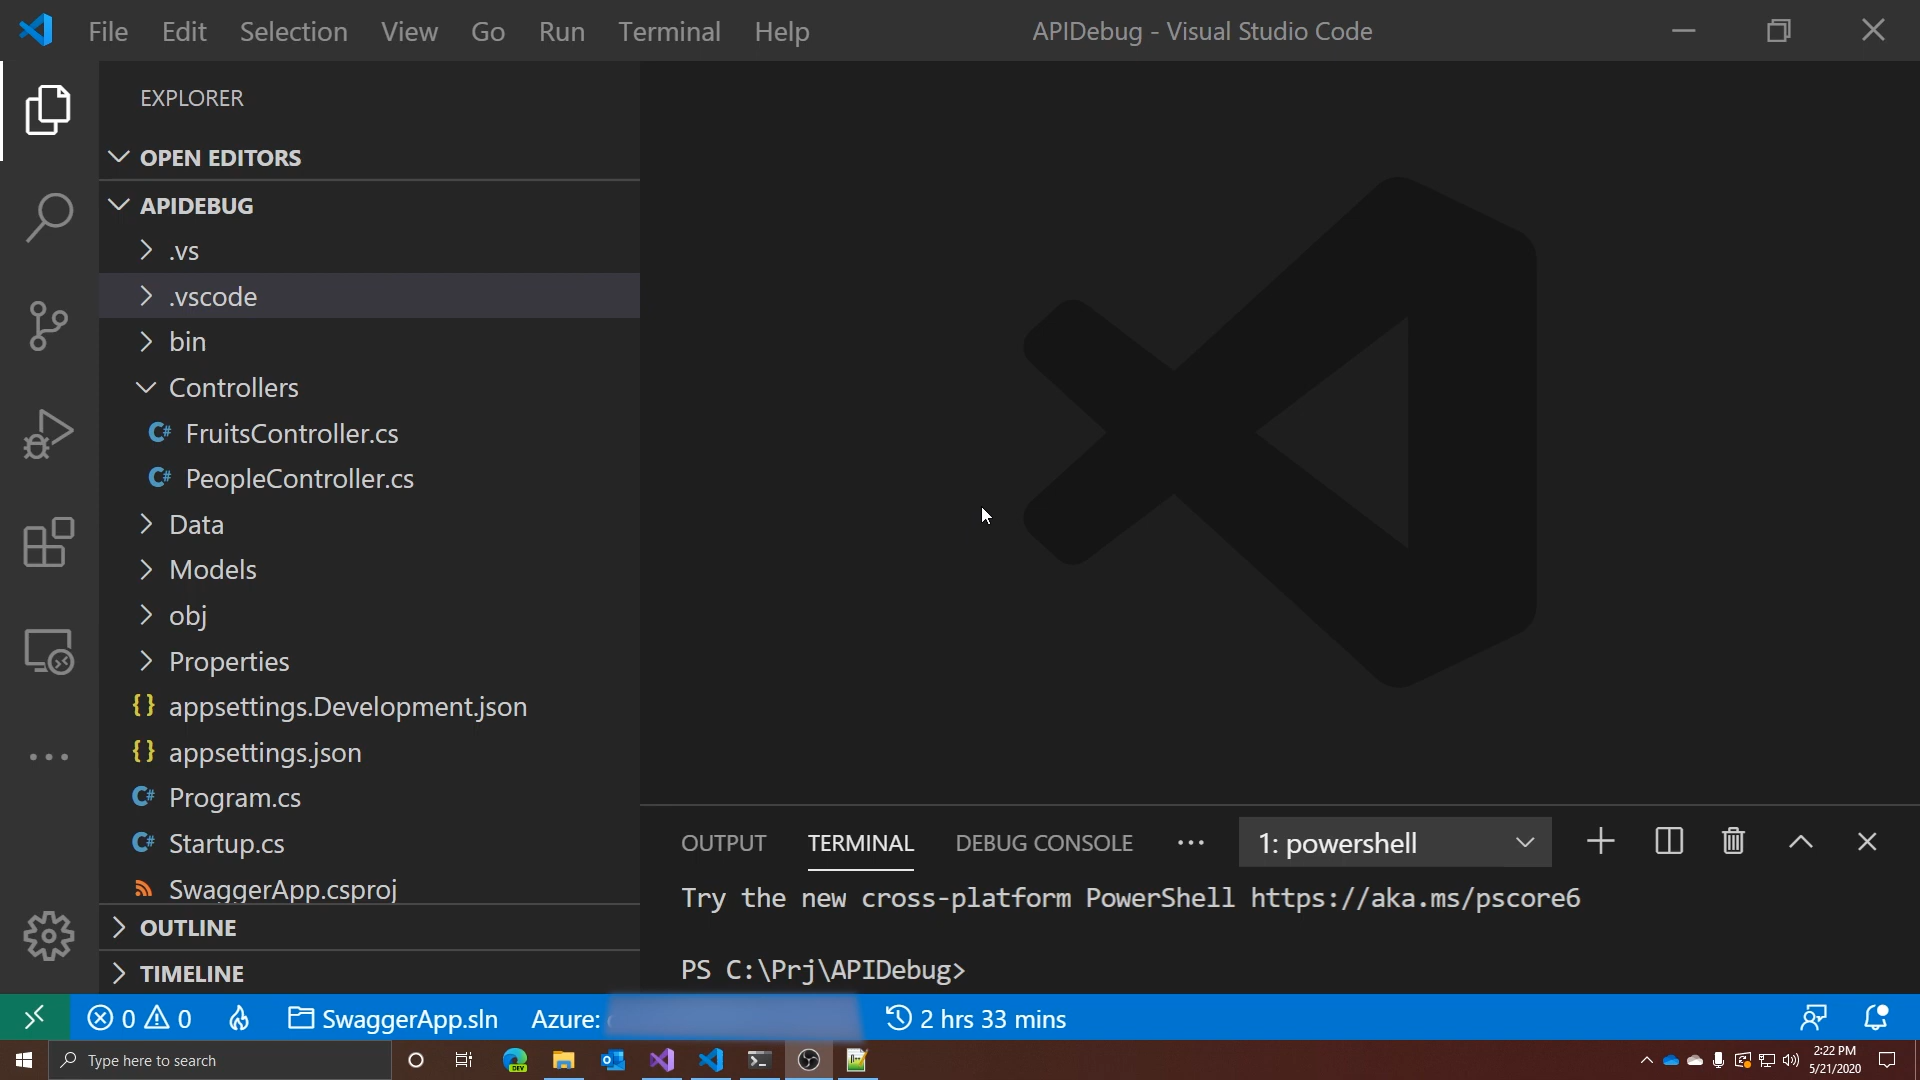 File Edit Selection View Go Run Terminal Help APIDebug - Visual Studio Code
EXPLORER
OPEN EDITORS
APIDEBUG
.vs
.vscode
bin
Controllers
C# FruitsController.cs
C# PeopleController.cs
Data
Models
obj
Properties
{ } appsettings.Development.json
{ } appsettings.json
C# Program.cs
C# Startup.cs
SwaggerApp.csproj
OUTLINE
TIMELINE
OUTPUT TERMINAL DEBUG CONSOLE ... 1: powershell
Try the new cross-platform PowerShell https://aka.ms/pscore6
PS C:\Prj\APIDebug>
0 0 SwaggerApp.sln Azure: 2 hrs 33 mins
Type here to search
DEV
2:22 PM
5/21/2020